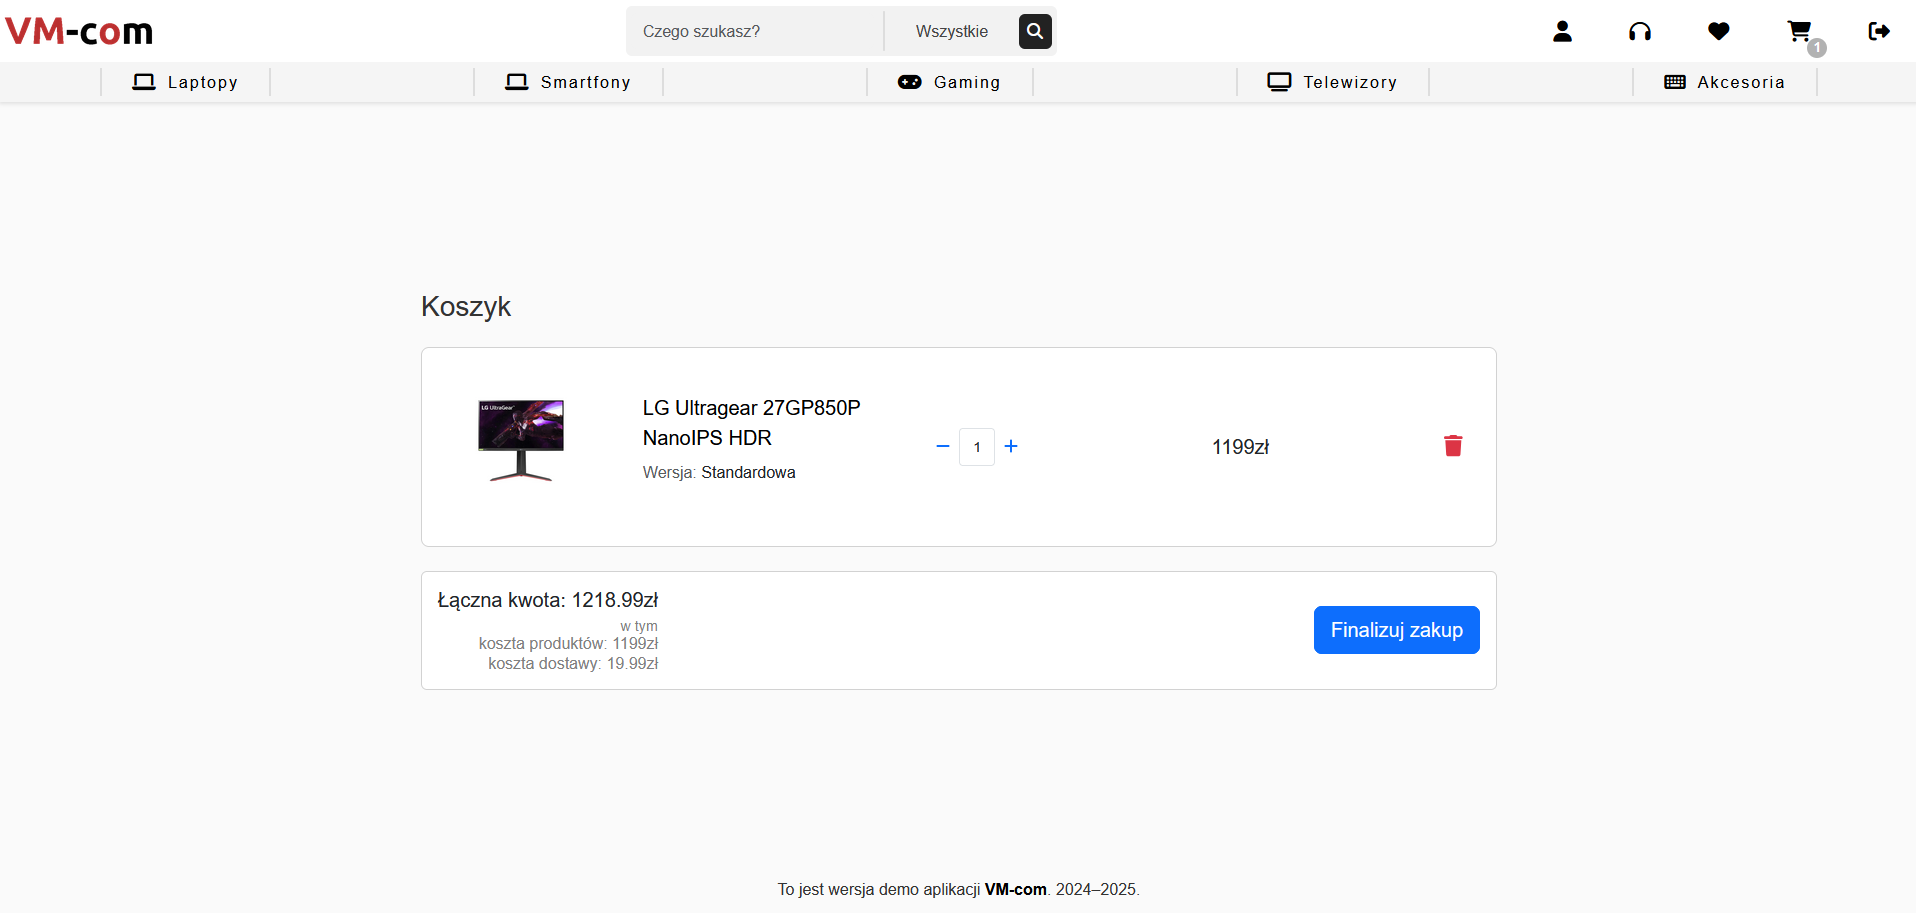 VM-com
Czego szukasz?
Wszystkie
1
Laptopy
Smartfony
Gaming
Telewizory
Akcesoria
Koszyk
LG UltraGear
LG Ultragear 27GP850P
NanoIPS HDR
Wersja: Standardowa
1
1199zł
Łączna kwota: 1218.99zł
w tym
koszta produktów: 1199zł
koszta dostawy: 19.99zł
Finalizuj zakup
To jest wersja demo aplikacji VM-com. 2024–2025.